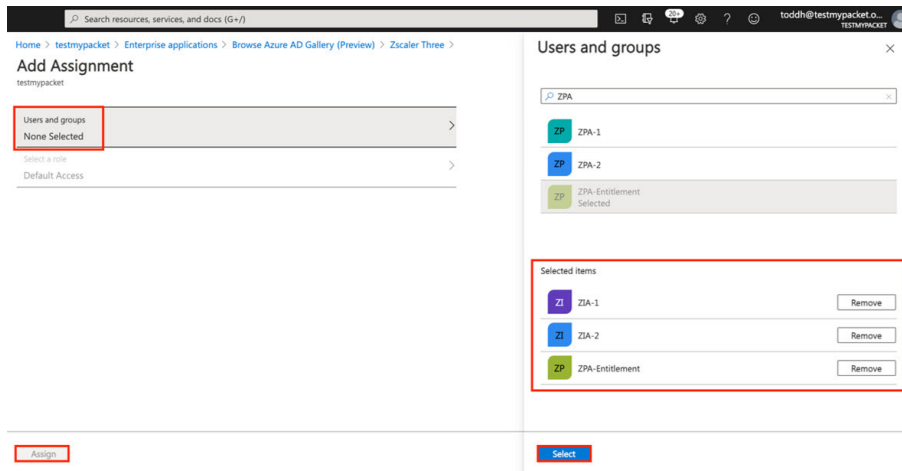 Search resources, services, and docs (G+/)
20+
toddh@testmypacket.o...
TESTMYPACKET
Home > testmypacket > Enterprise applications > Browse Azure AD Gallery (Preview) > Zscaler Three >
Add Assignment
testmypacket
Users and groups
None Selected
Select a role
Default Access
Assign
Users and groups
ZPA
ZP ZPA-1
ZP ZPA-2
ZP ZPA-Entitlement
Selected
Selected items
ZI ZIA-1 Remove
ZI ZIA-2 Remove
ZP ZPA-Entitlement Remove
Select